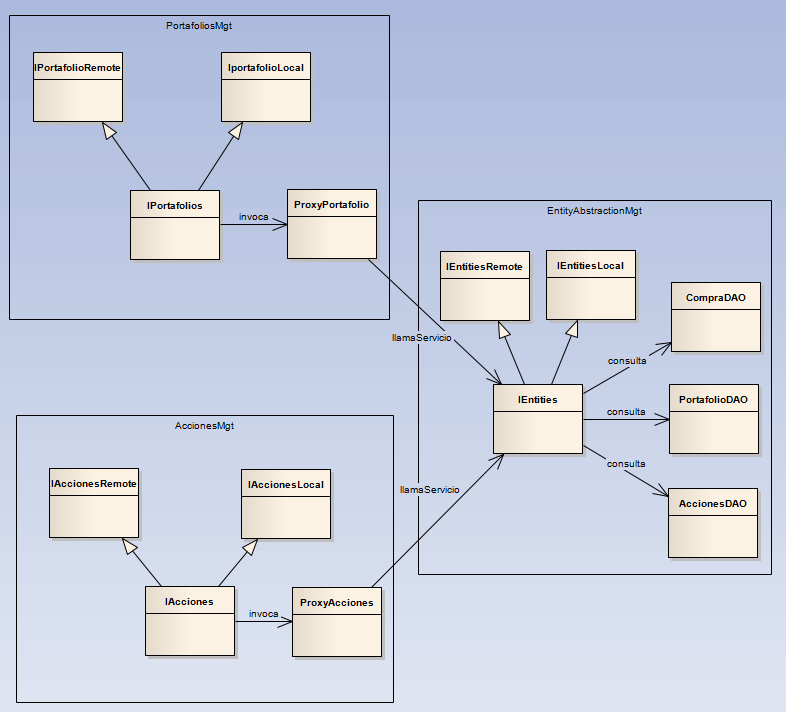 PortafoliosMgt
IPortafolioRemote
IportafolioLocal
IPortafolios
invoca
ProxyPortafolio
EntityAbstractionMgt
IEntitiesRemote
IEntitiesLocal
CompraDAO
llamaServicio
consulta
IEntities
consulta
PortafolioDAO
consulta
AccionesDAO
AccionesMgt
IAccionesRemote
IAccionesLocal
llamaServicio
IAcciones
invoca
ProxyAcciones